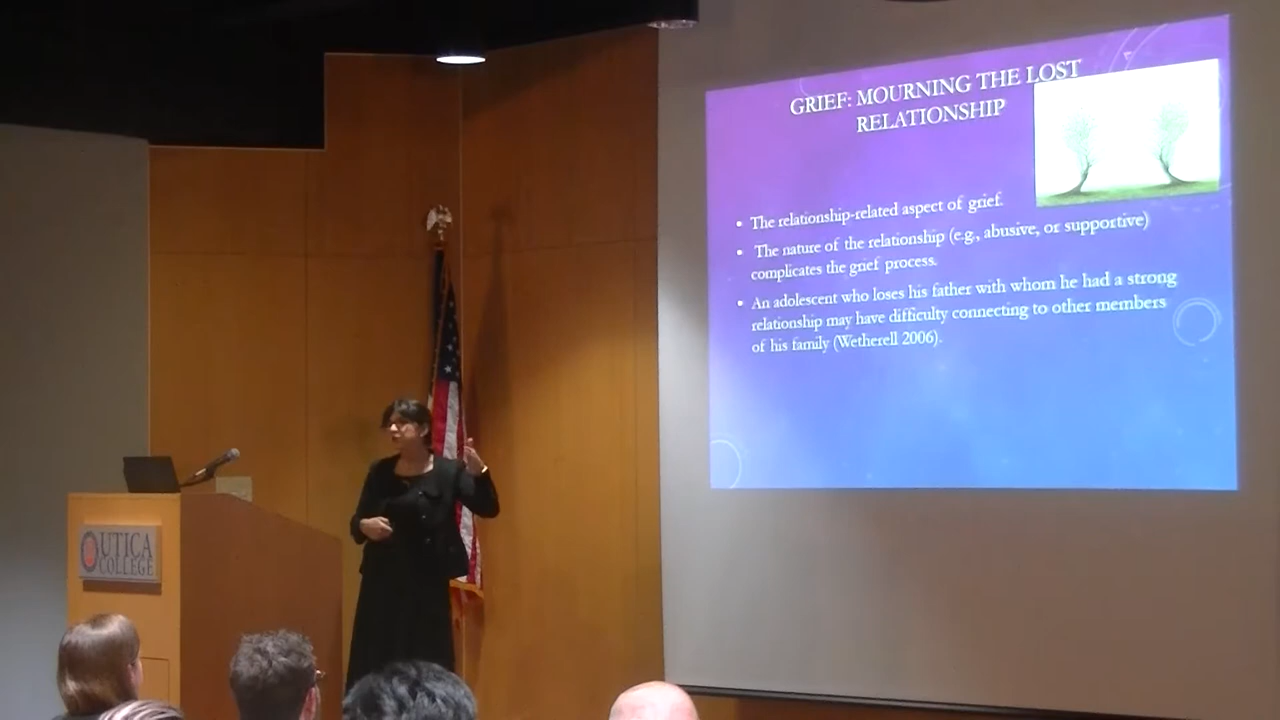 GRIEF: MOURNING THE LOST
RELATIONSHIP
• The relationship-related aspect of grief.
• The nature of the relationship (e.g., abusive, or supportive)
complicates the grief process.
• An adolescent who loses his father with whom he had a strong
relationship may have difficulty connecting to other members
of his family (Wetherell 2006).
UTICA
COLLEGE